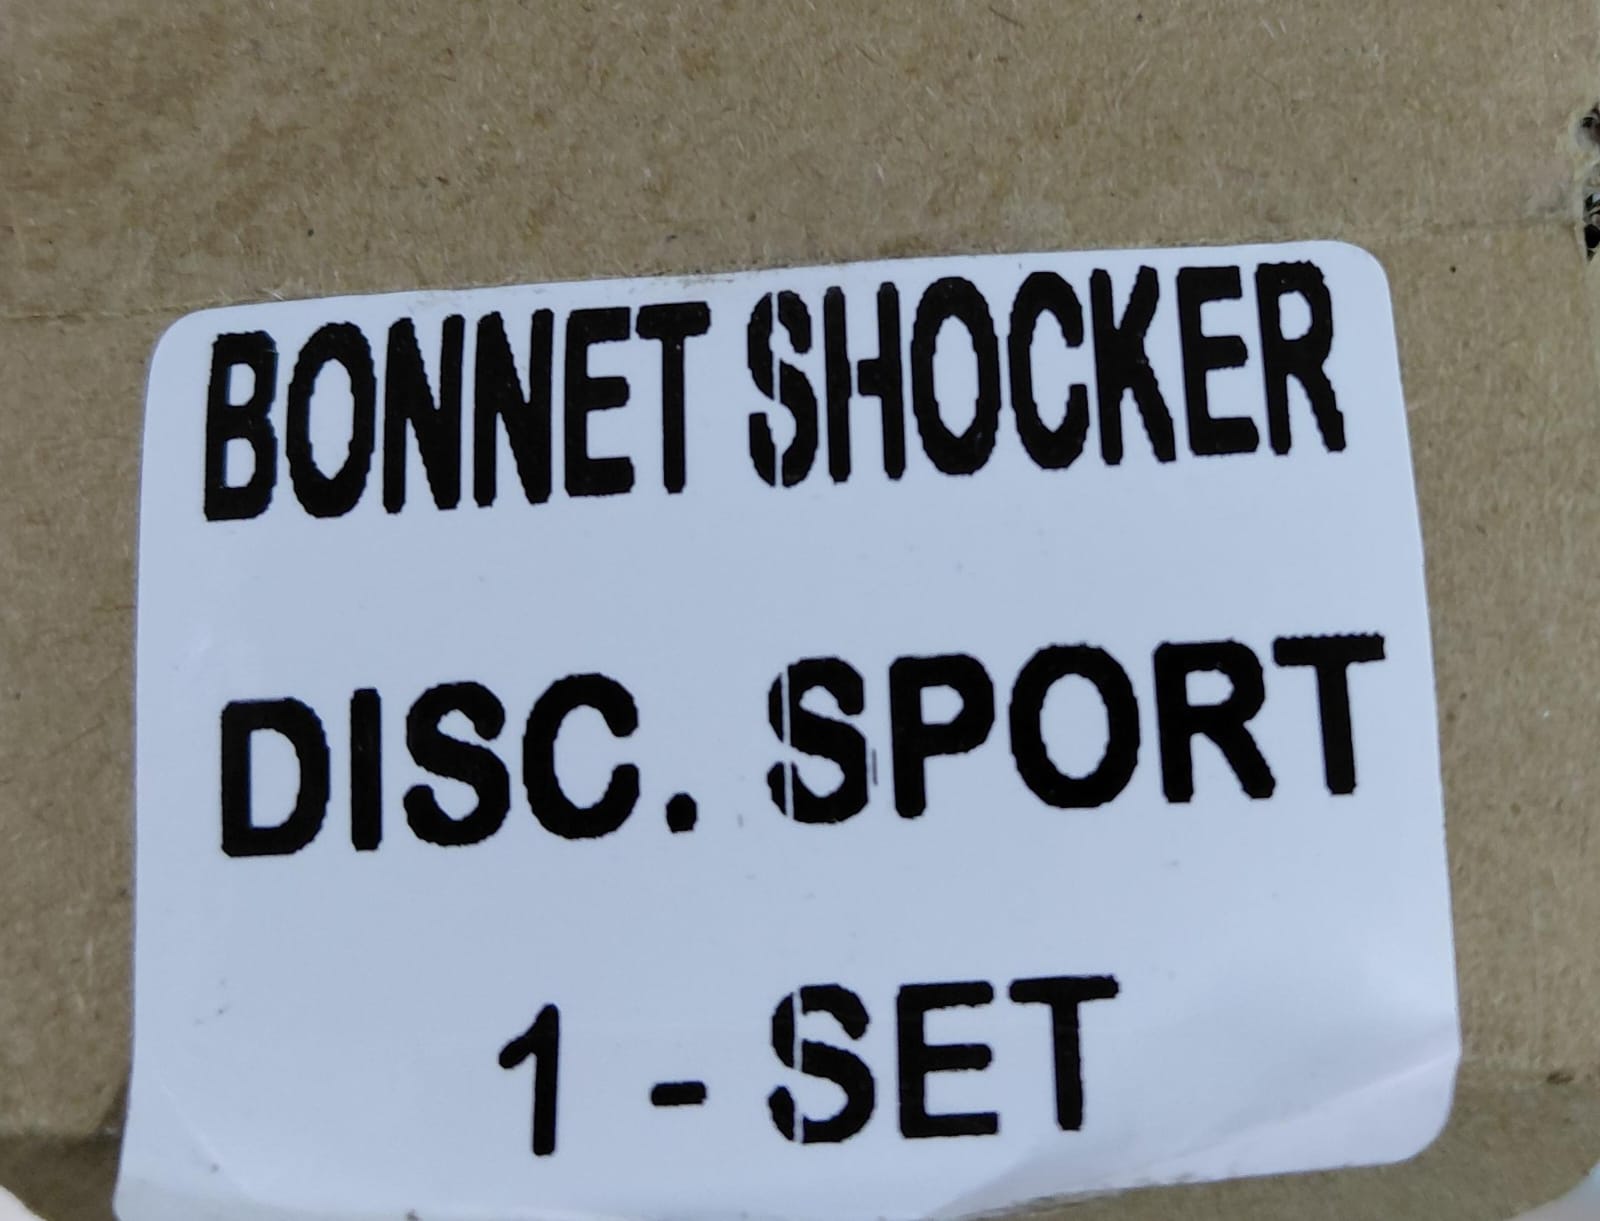 BONNET SHOCKER
DISC. SPORT
1 - SET